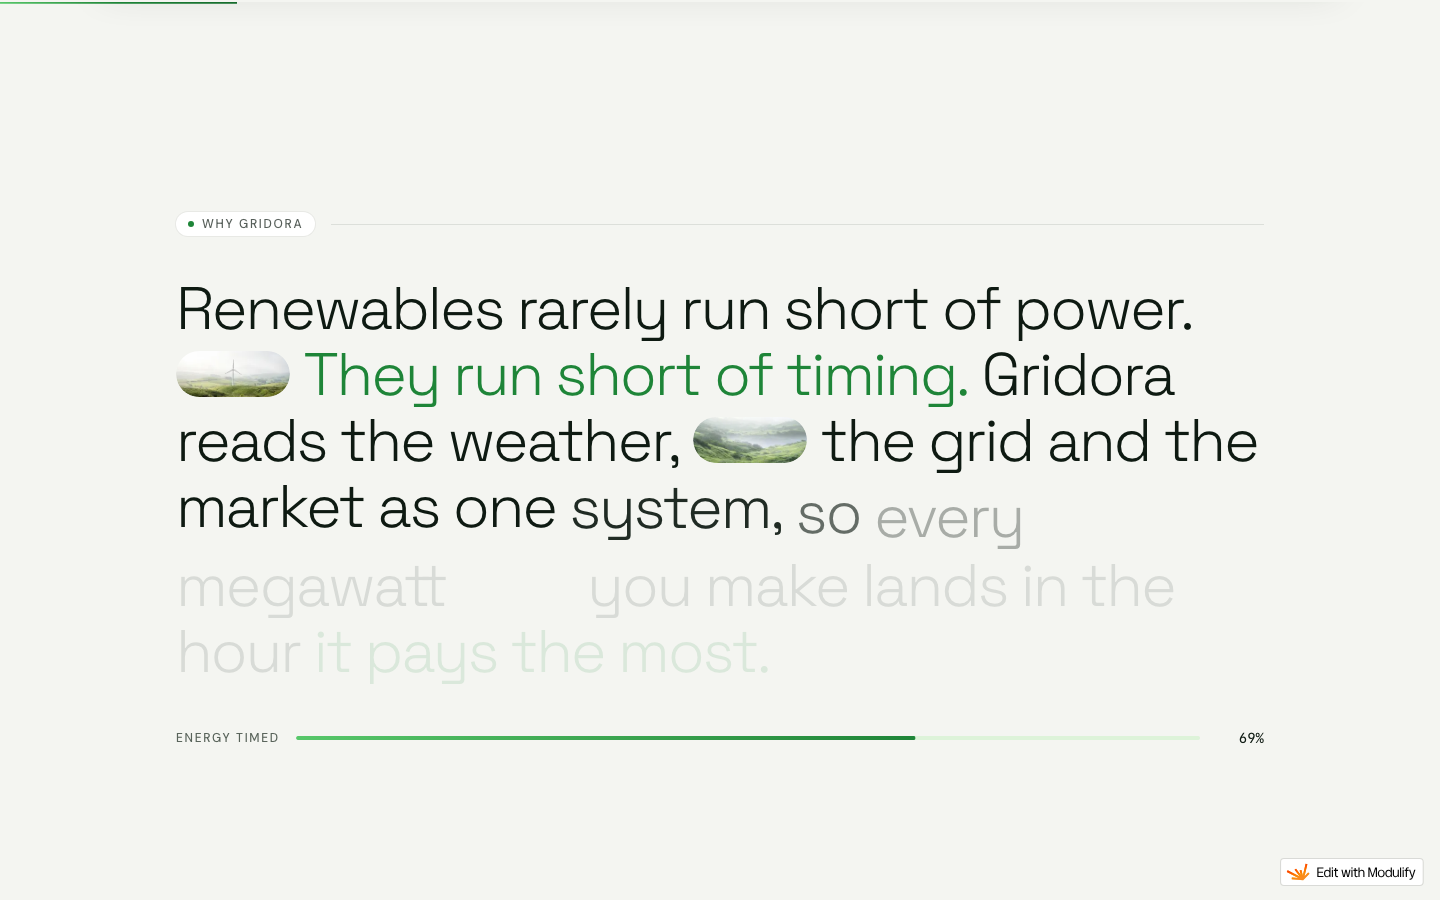 WHY GRIDORA
Renewables rarely run short of power.
They run short of timing. Gridora
reads the weather, the grid and the
market as one system, so every
megawatt you make lands in the
hour it pays the most.
ENERGY TIMED 69%
Edit with Modulify